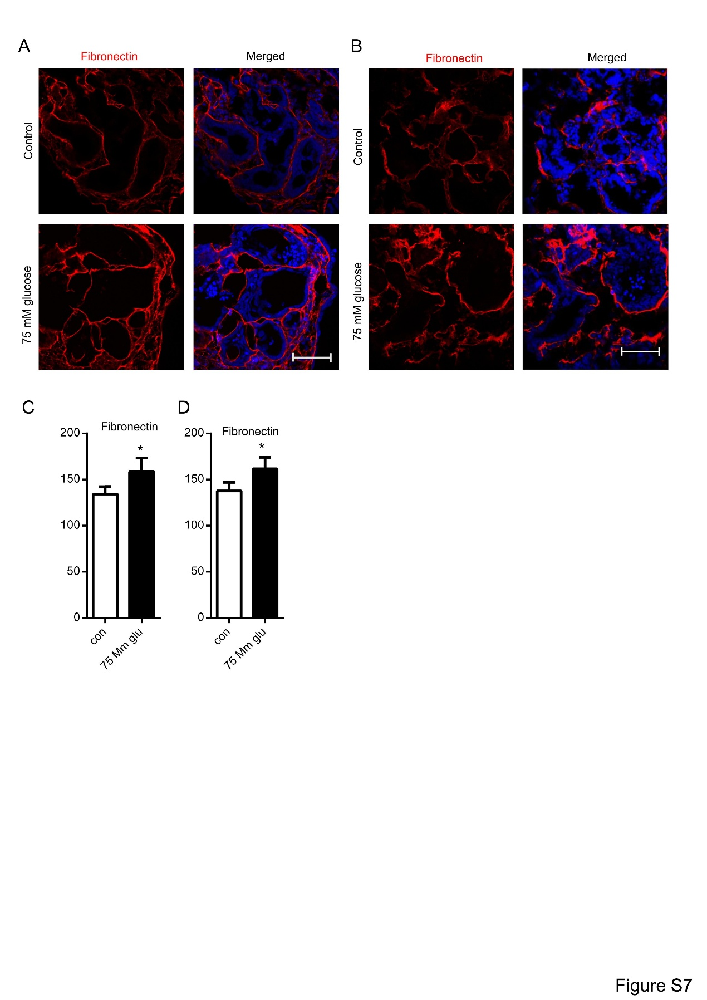 A
B
Fibronectin
Merged
Fibronectin
Merged
Control
Control
75 mM glucose
75 mM glucose
C
D
Fibronectin
Fibronectin
*
*
200
150
100
50
0
200
150
100
50
0
con
75 Mm glu
con
75 Mm glu
Figure S7